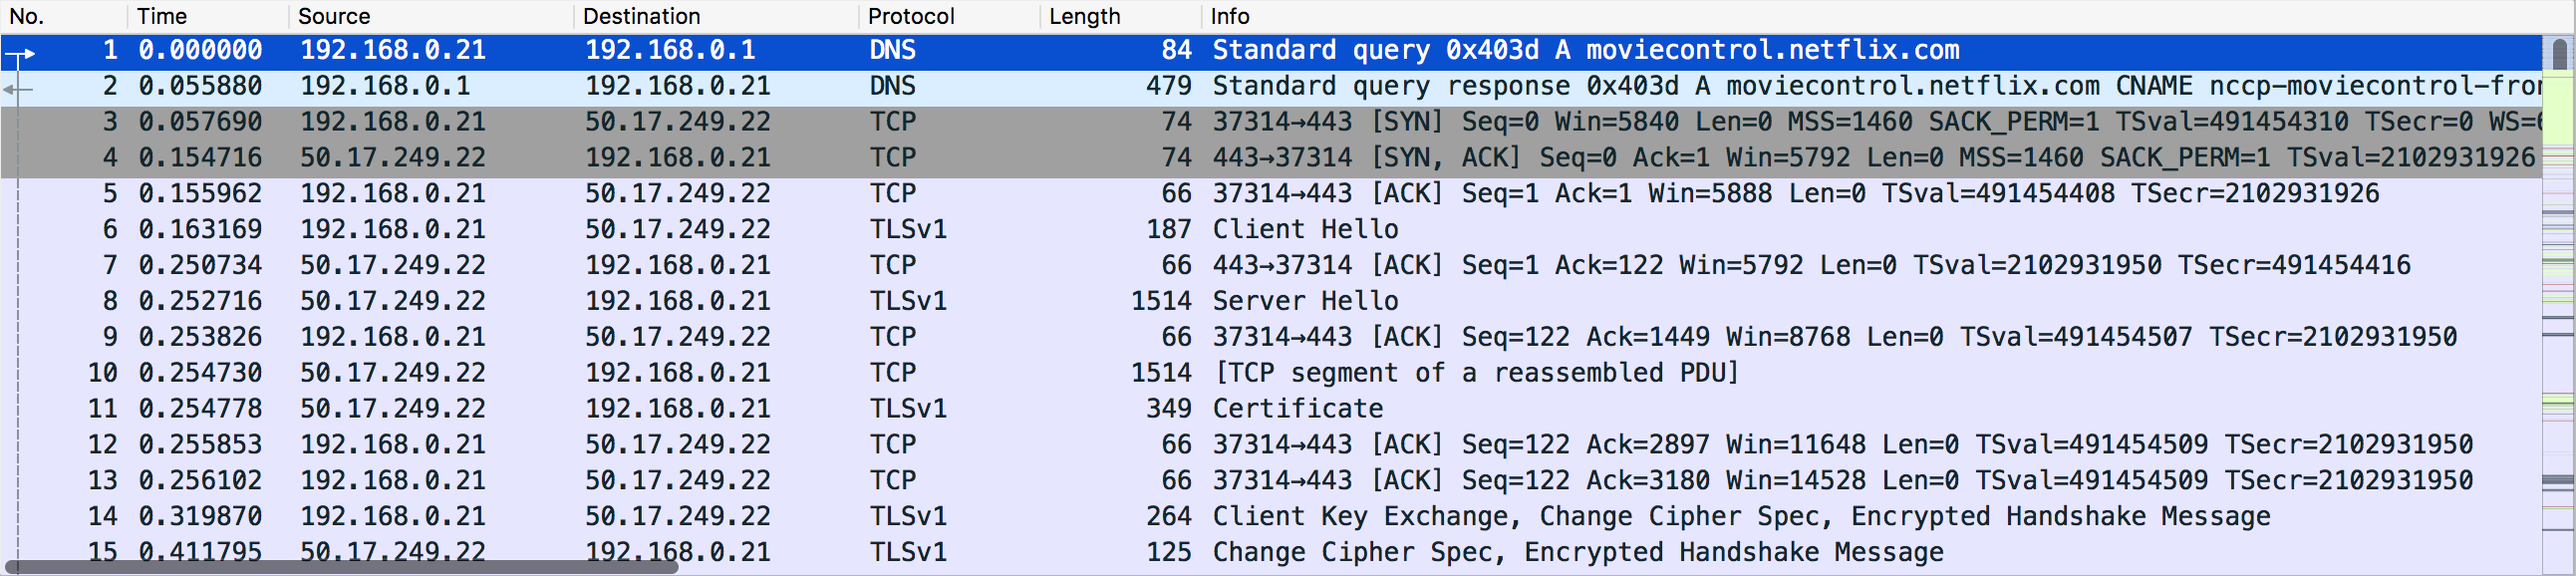 No. Time Source Destination Protocol Length Info
1 0.000000 192.168.0.21 192.168.0.1 DNS 84 Standard query 0x403d A moviecontrol.netflix.com
2 0.055880 192.168.0.1 192.168.0.21 DNS 479 Standard query response 0x403d A moviecontrol.netflix.com CNAME nccp-moviecontrol-fron
3 0.057690 192.168.0.21 50.17.249.22 TCP 74 37314→443 [SYN] Seq=0 Win=5840 Len=0 MSS=1460 SACK_PERM=1 TSval=491454310 TSecr=0 WS=6
4 0.154716 50.17.249.22 192.168.0.21 TCP 74 443→37314 [SYN, ACK] Seq=0 Ack=1 Win=5792 Len=0 MSS=1460 SACK_PERM=1 TSval=2102931926
5 0.155962 192.168.0.21 50.17.249.22 TCP 66 37314→443 [ACK] Seq=1 Ack=1 Win=5888 Len=0 TSval=491454408 TSecr=2102931926
6 0.163169 192.168.0.21 50.17.249.22 TLSv1 187 Client Hello
7 0.250734 50.17.249.22 192.168.0.21 TCP 66 443→37314 [ACK] Seq=1 Ack=122 Win=5792 Len=0 TSval=2102931950 TSecr=491454416
8 0.252716 50.17.249.22 192.168.0.21 TLSv1 1514 Server Hello
9 0.253826 192.168.0.21 50.17.249.22 TCP 66 37314→443 [ACK] Seq=122 Ack=1449 Win=8768 Len=0 TSval=491454507 TSecr=2102931950
10 0.254730 50.17.249.22 192.168.0.21 TCP 1514 [TCP segment of a reassembled PDU]
11 0.254778 50.17.249.22 192.168.0.21 TLSv1 349 Certificate
12 0.255853 192.168.0.21 50.17.249.22 TCP 66 37314→443 [ACK] Seq=122 Ack=2897 Win=11648 Len=0 TSval=491454509 TSecr=2102931950
13 0.256102 192.168.0.21 50.17.249.22 TCP 66 37314→443 [ACK] Seq=122 Ack=3180 Win=14528 Len=0 TSval=491454509 TSecr=2102931950
14 0.319870 192.168.0.21 50.17.249.22 TLSv1 264 Client Key Exchange, Change Cipher Spec, Encrypted Handshake Message
15 0.411795 50.17.249.22 192.168.0.21 TLSv1 125 Change Cipher Spec, Encrypted Handshake Message